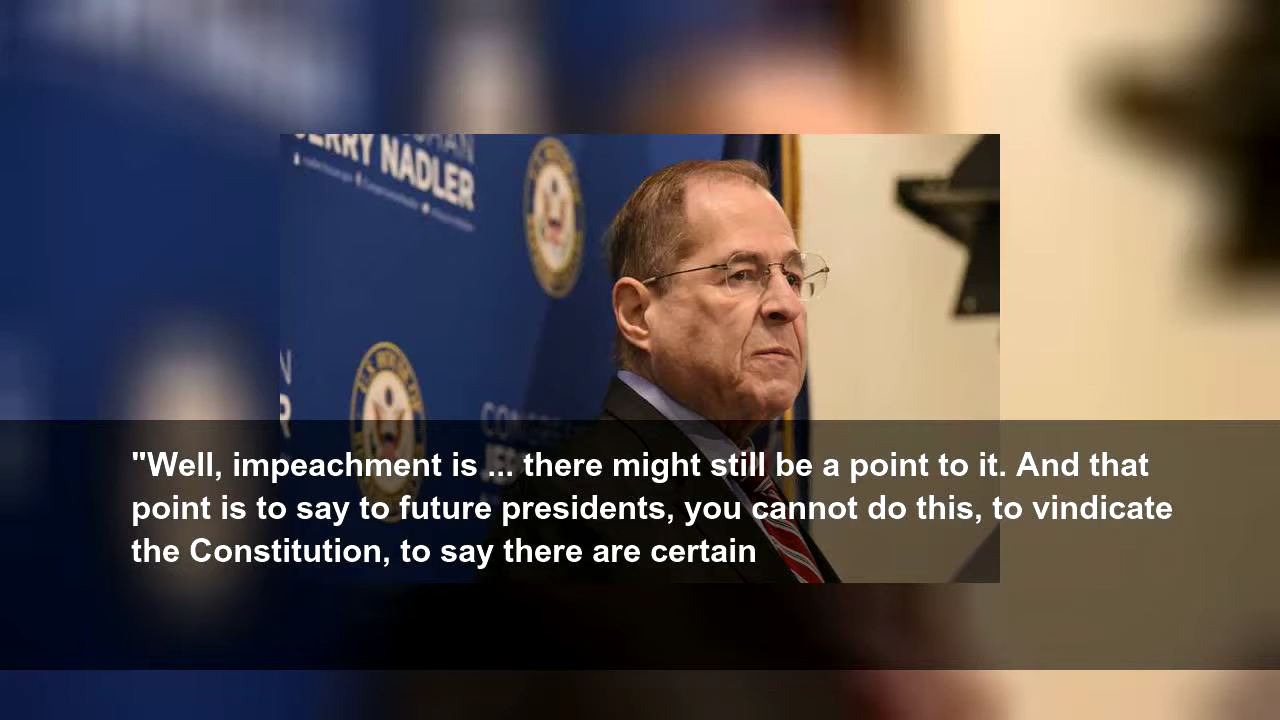 JERRY NADLER
"Well, impeachment is ... there might still be a point to it. And that
point is to say to future presidents, you cannot do this, to vindicate
the Constitution, to say there are certain